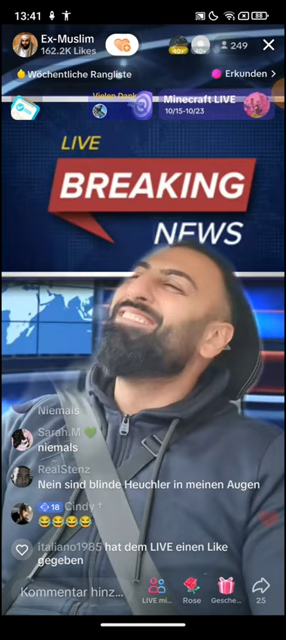 13:41
88
Ex-Muslim
162.2K Likes
249
Wöchentliche Rangliste
Erkunden >
Vielen Dank
Minecraft LIVE
10/15-10/23
LIVE
BREAKING
NEWS
Niemals
Sarah.M
niemals
RealStenz
Nein sind blinde Heuchler in meinen Augen
18 Cindy †
italiano1985 hat dem LIVE einen Like
gegeben
Kommentar hinz...
LIVE mi...
Rose
Gesche...
25